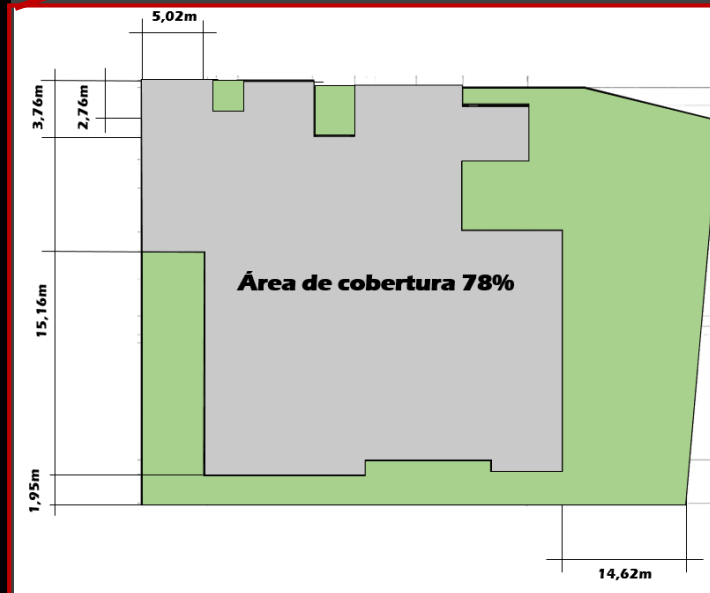 5,02m
3,76m
2,76m
Área de cobertura 78%
15,16m
1,95m
14,62m